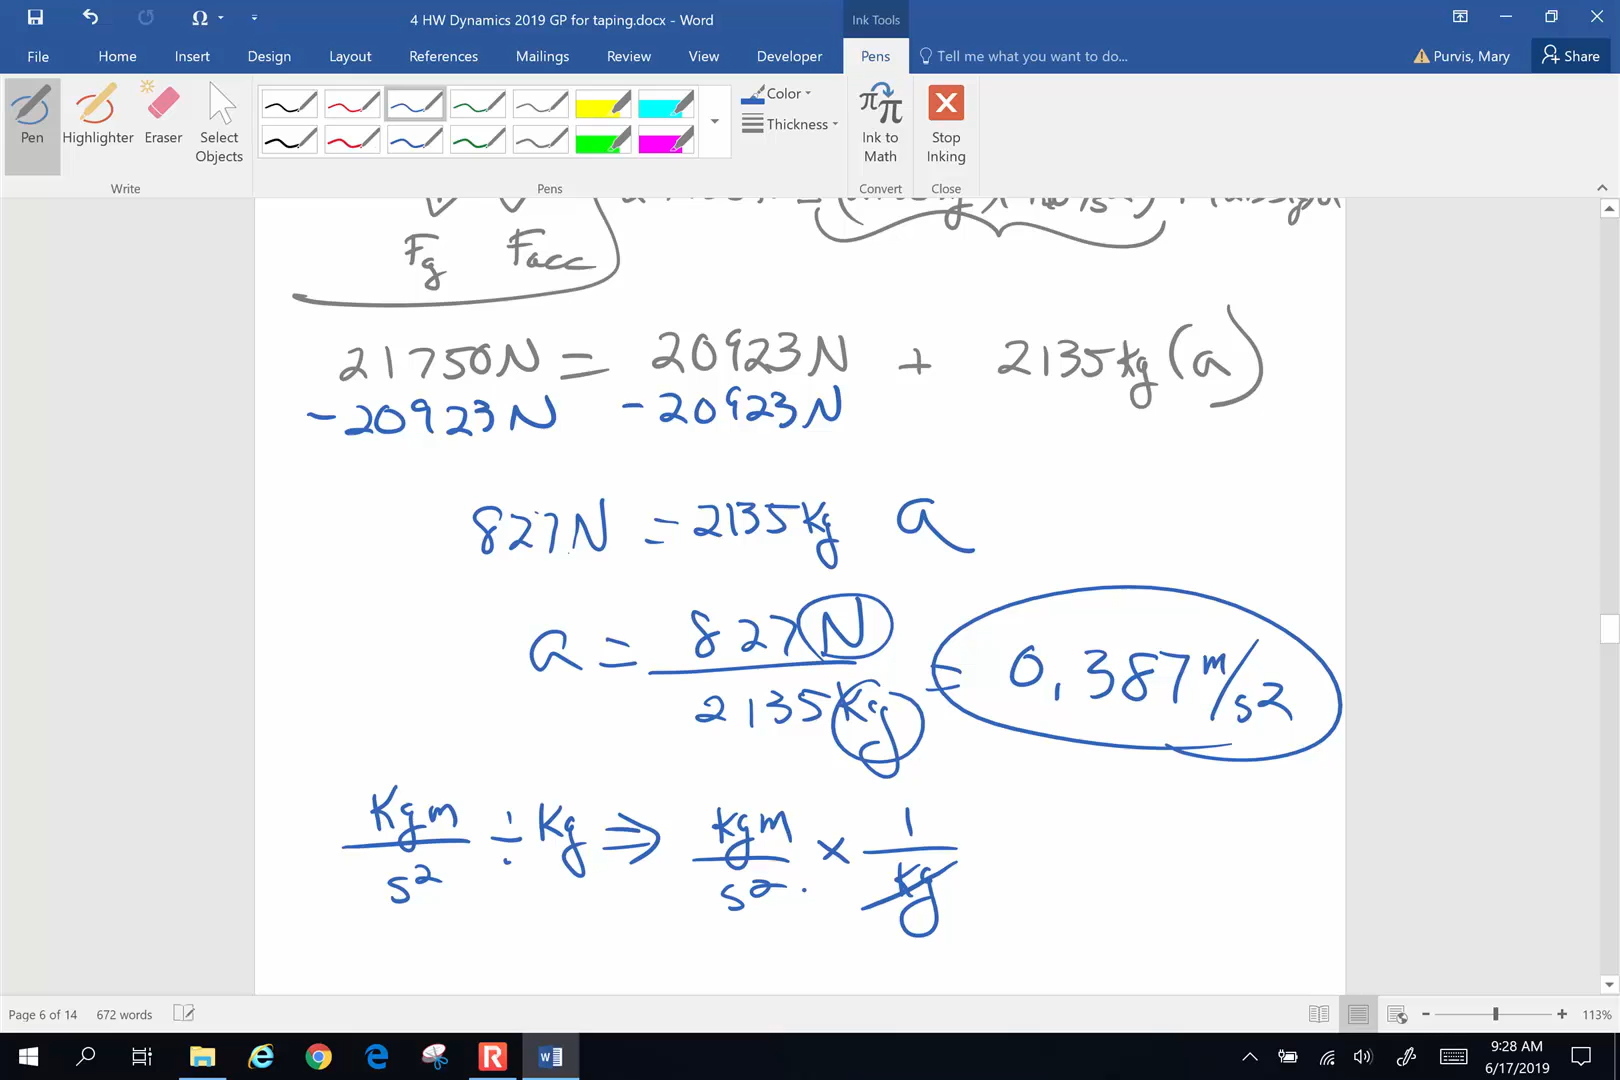 4 HW Dynamics 2019 GP for taping.docx - Word
Ink Tools
File Home Insert Design Layout References Mailings Review View Developer Pens Tell me what you want to do... Purvis, Mary Share
Pen Highlighter Eraser Select Objects
Color
Thickness
Ink to Math
Stop Inking
Write Pens Convert Close
Fg Facc
21750N = 20923N + 2135kg(a)
-20923N -20923N
827N = 2135kg a
a = 827N / 2135kg = 0.387 m/s2
kgm/s2 ÷ kg ⇒ kgm/s2 × 1/kg
Page 6 of 14 672 words 113%
9:28 AM
6/17/2019